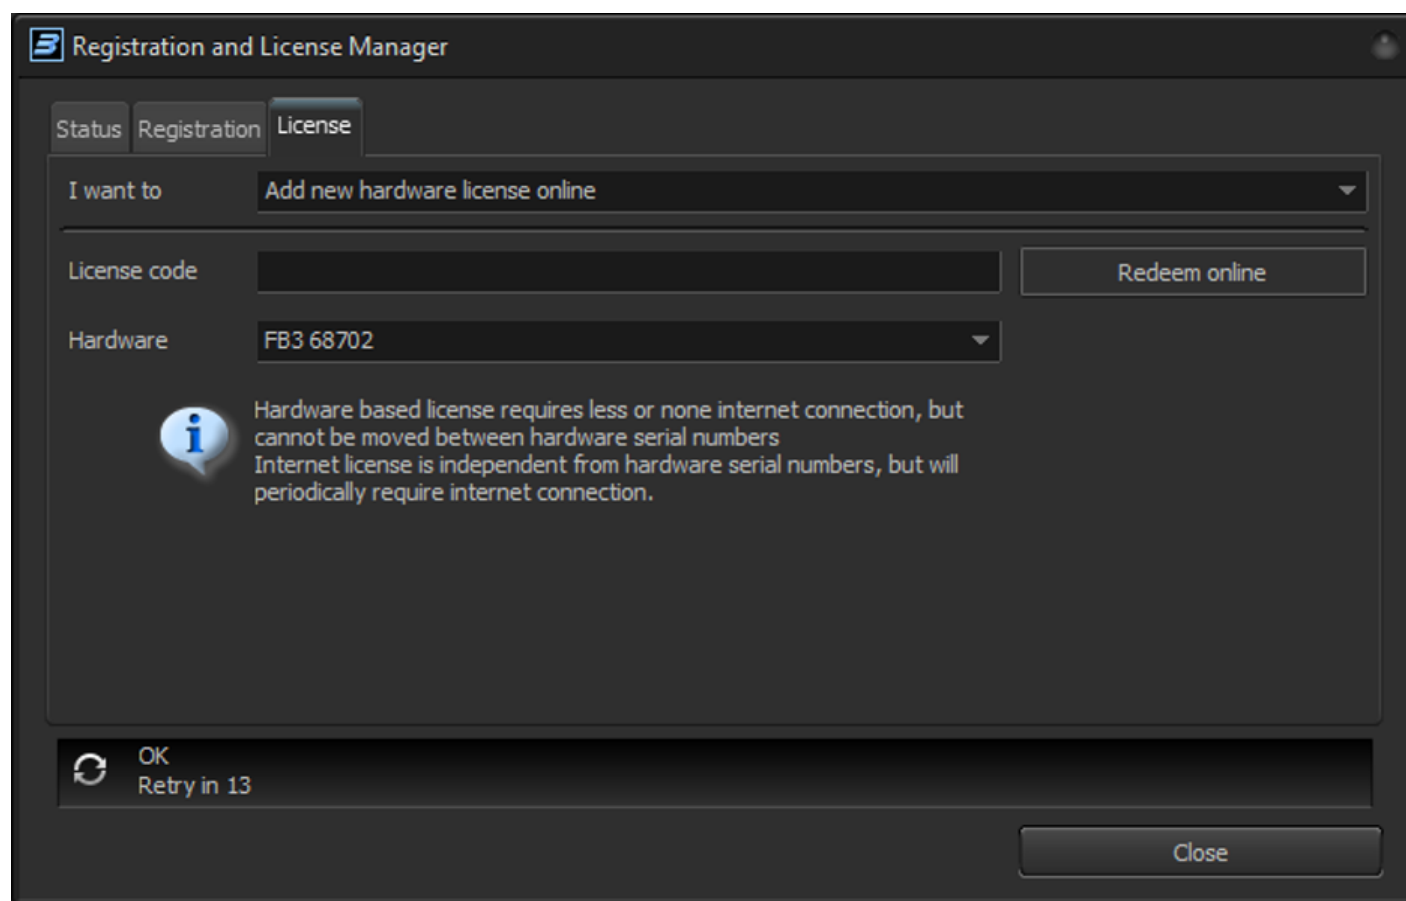 Registration and License Manager
Status Registration License
I want to Add new hardware license online
License code Redeem online
Hardware FB3 68702
Hardware based license requires less or none internet connection, but
cannot be moved between hardware serial numbers
Internet license is independent from hardware serial numbers, but will
periodically require internet connection.
OK
Retry in 13
Close